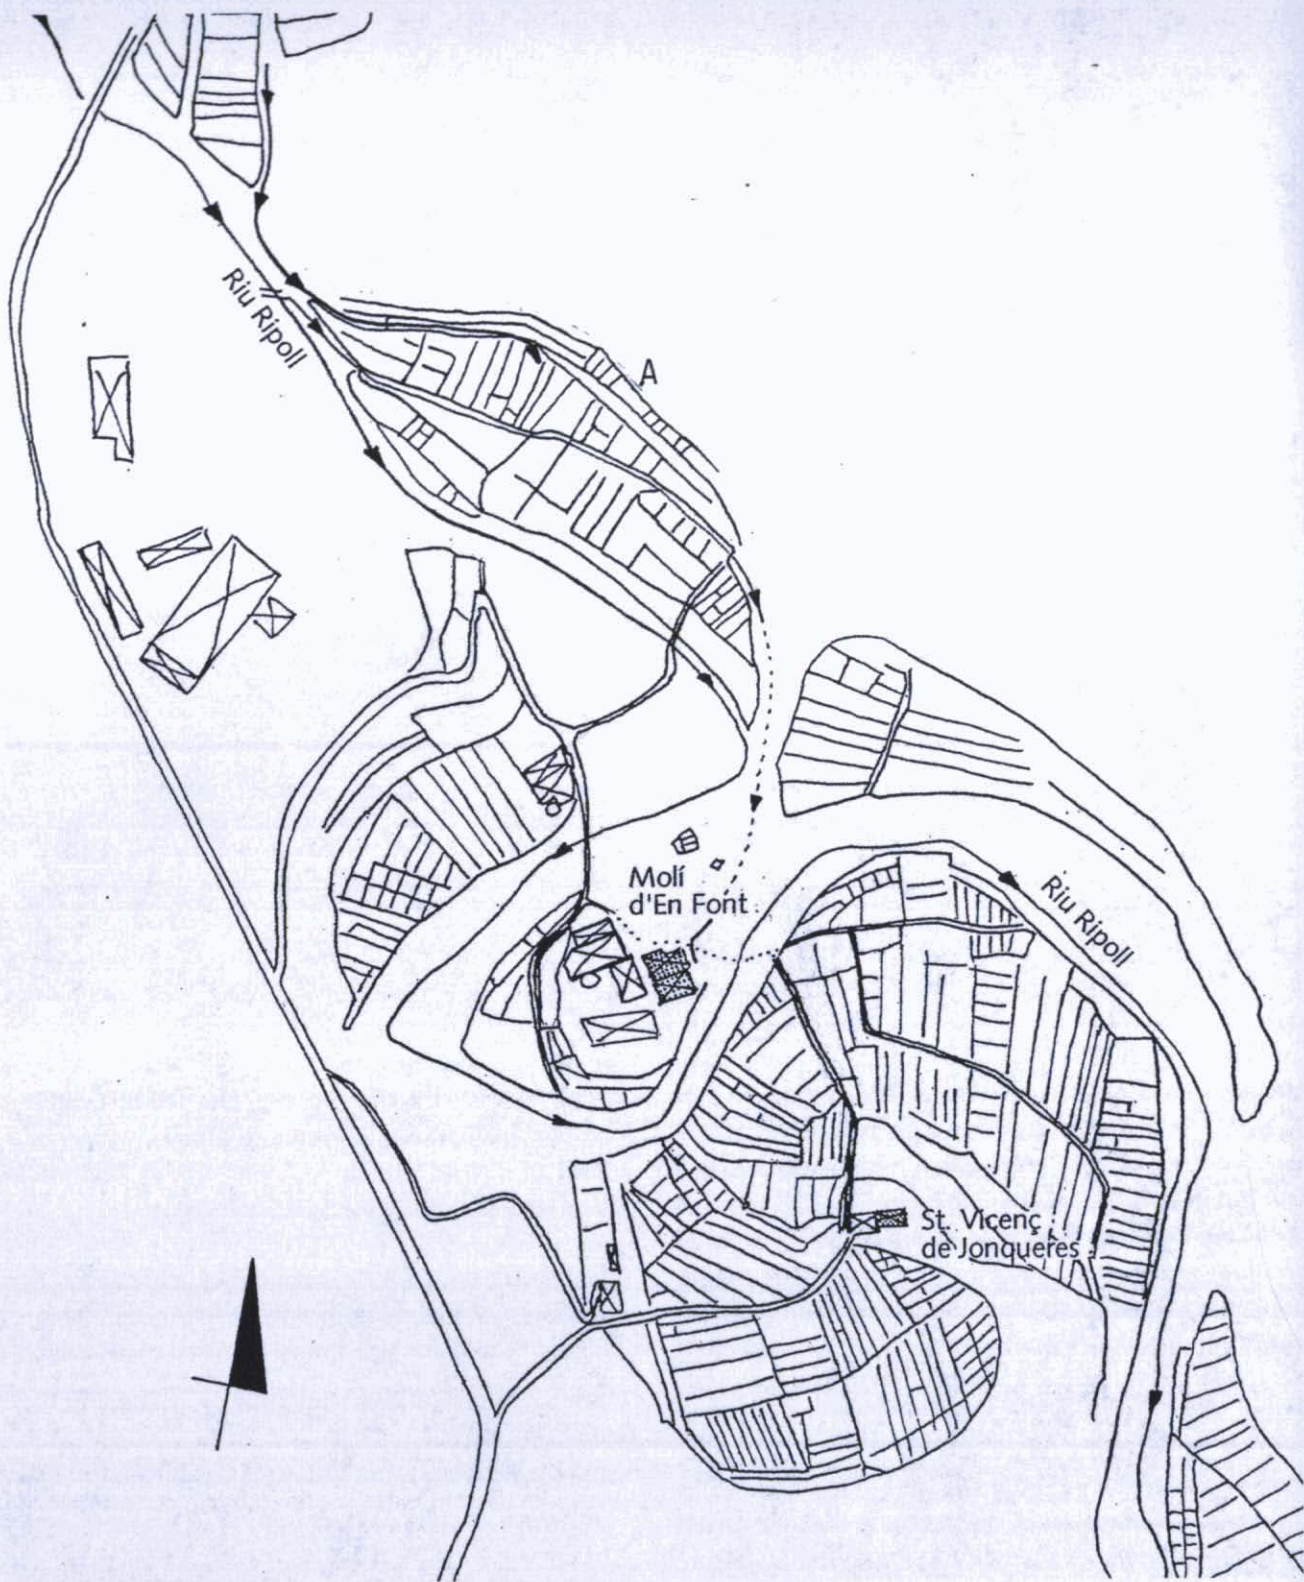 Riu Ripoll
A
Molí
d'En Font
Riu Ripoll
St. Vicenç
de Jonqueres